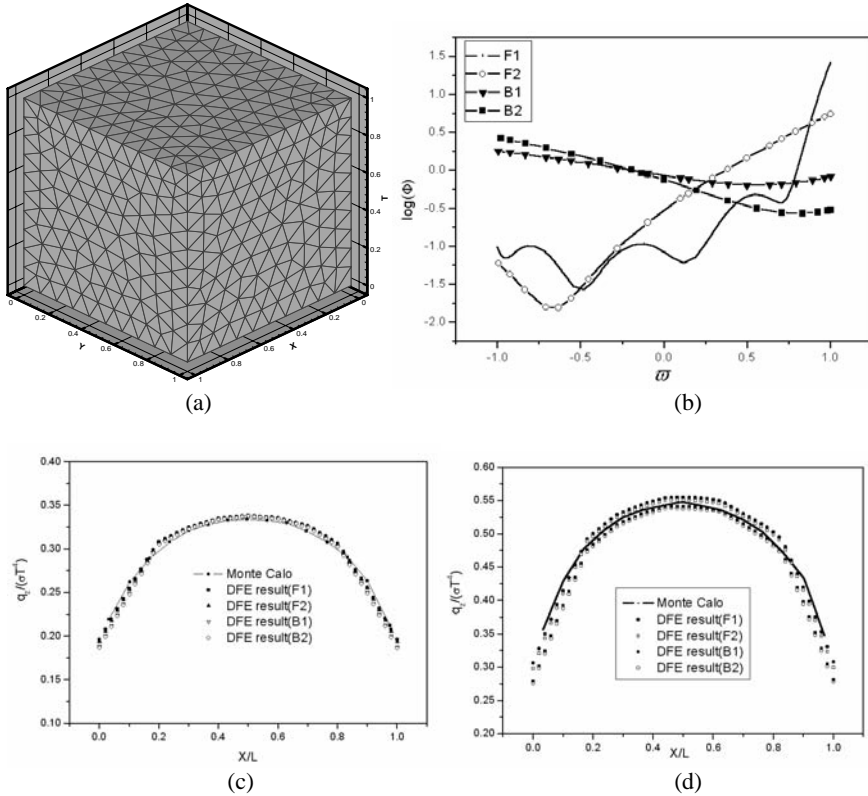 T
1
0.8
0.6
0.4
0.2
0
0 0.2 0.4 0.6 0.8 1
Y
1 0.8 0.6 0.4 0.2 0
X
(a)
F1
F2
B1
B2
log(Φ)
1.5
1.0
0.5
0.0
-0.5
-1.0
-1.5
-2.0
-1.0 -0.5 0.0 0.5 1.0
ϖ
(b)
0.40
0.35
0.30
0.25
0.20
0.15
0.10
Monte Calo
DFE result(F1)
DFE result(F2)
DFE result(B1)
DFE result(B2)
0.0 0.2 0.4 0.6 0.8 1.0
X/L
(c)
0.60
0.55
0.50
0.45
0.40
0.35
0.30
0.25
0.20
Monte Calo
DFE result(F1)
DFE result(F2)
DFE result(B1)
DFE result(B2)
0.0 0.2 0.4 0.6 0.8 1.0
X/L
(d)